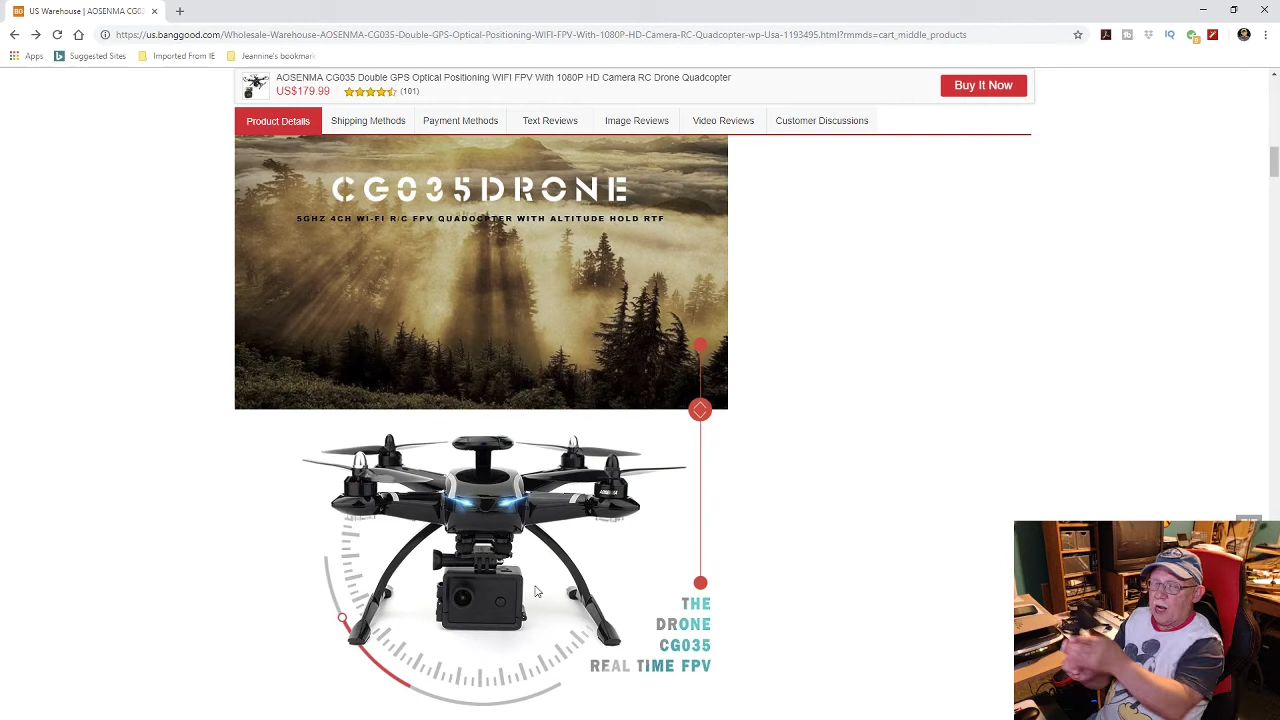 US Warehouse | AOSENMA CG0
https://us.banggood.com/Wholesale-Warehouse-AOSENMA-CG035-Double-GPS-Optical-Positioning-WIFI-FPV-With-1080P-HD-Camera-RC-Drone-Quadcopter-wp-Usa-1193495.html?rmmds=cart_middle_products
Apps
Suggested Sites
Imported From IE
Jeannine's bookmark
AOSENMA CG035 Double GPS Optical Positioning WIFI FPV With 1080P HD Camera RC Drone Quadcopter
US$179.99
(101)
Buy It Now
Product Details
Shipping Methods
Payment Methods
Text Reviews
Image Reviews
Video Reviews
Customer Discussions
CG035DRONE
5GHZ 4CH WI-FI R/C FPV QUADOCPTER WITH ALTITUDE HOLD RTF
AOSENMA
THE
DRONE
CG035
REAL TIME FPV